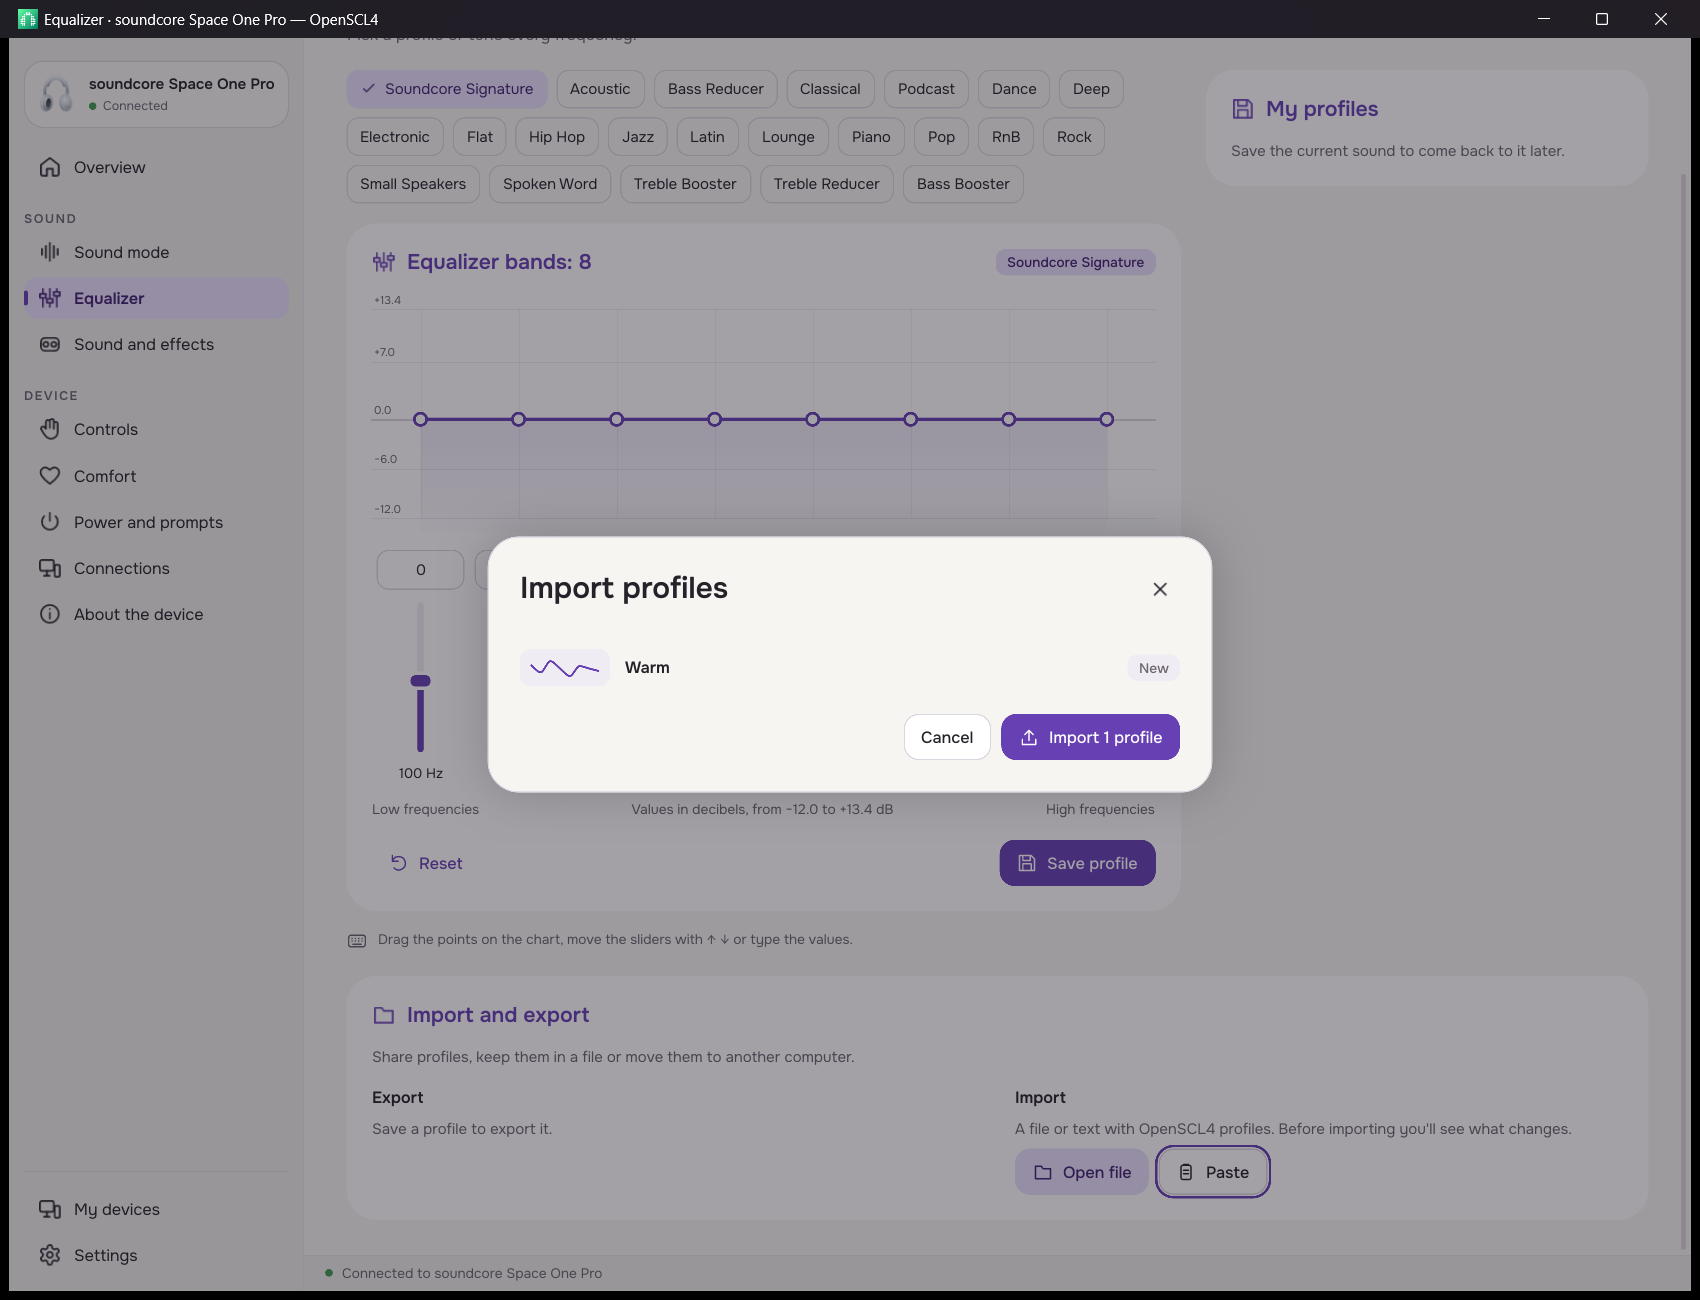 Equalizer · soundcore Space One Pro — OpenSCL4
soundcore Space One Pro
Connected
Overview
SOUND
Sound mode
Equalizer
Sound and effects
DEVICE
Controls
Comfort
Power and prompts
Connections
About the device
My devices
Settings
Pick a profile or tune every frequency.
Soundcore Signature
Acoustic
Bass Reducer
Classical
Podcast
Dance
Deep
Electronic
Flat
Hip Hop
Jazz
Latin
Lounge
Piano
Pop
RnB
Rock
Small Speakers
Spoken Word
Treble Booster
Treble Reducer
Bass Booster
My profiles
Save the current sound to come back to it later.
Equalizer bands: 8
Soundcore Signature
+13.4
+7.0
0.0
−6.0
−12.0
0
100 Hz
Low frequencies
Values in decibels, from −12.0 to +13.4 dB
High frequencies
Reset
Save profile
Import profiles
Warm
New
Cancel
Import 1 profile
Drag the points on the chart, move the sliders with ↑ ↓ or type the values.
Import and export
Share profiles, keep them in a file or move them to another computer.
Export
Save a profile to export it.
Import
A file or text with OpenSCL4 profiles. Before importing you'll see what changes.
Open file
Paste
Connected to soundcore Space One Pro